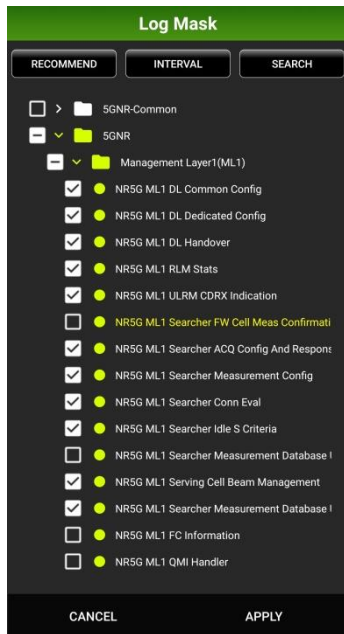 Log Mask
RECOMMEND INTERVAL SEARCH
5GNR-Common
5GNR
Management Layer1(ML1)
NR5G ML1 DL Common Config
NR5G ML1 DL Dedicated Config
NR5G ML1 DL Handover
NR5G ML1 RLM Stats
NR5G ML1 ULRM CDRX Indication
NR5G ML1 Searcher FW Cell Meas Confirmati
NR5G ML1 Searcher ACQ Config And Respons
NR5G ML1 Searcher Measurement Config
NR5G ML1 Searcher Conn Eval
NR5G ML1 Searcher Idle S Criteria
NR5G ML1 Searcher Measurement Database
NR5G ML1 Serving Cell Beam Management
NR5G ML1 Searcher Measurement Database
NR5G ML1 FC Information
NR5G ML1 QMI Handler
CANCEL APPLY